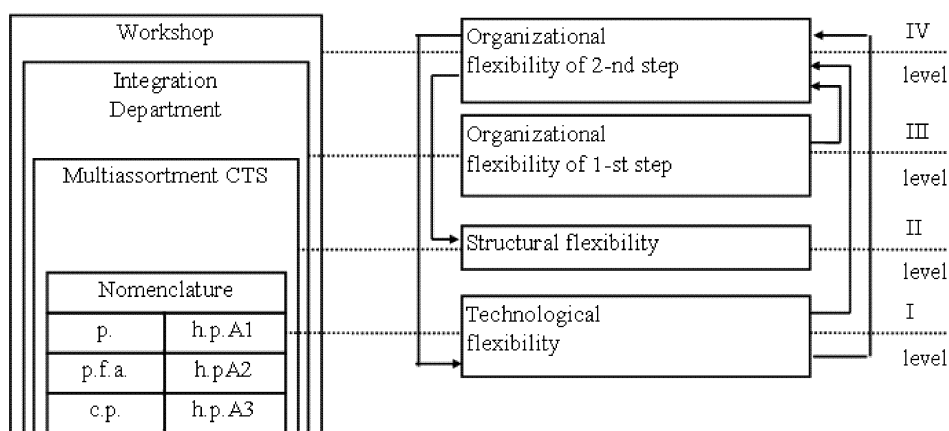 Workshop
Integration
Department
Multiassortment CTS
Nomenclature
p. h.p.A1
p.f.a. h.pA2
c.p. h.p.A3
Organizational
flexibility of 2-nd step
Organizational
flexibility of 1-st step
Structural flexibility
Technological
flexibility
IV
level
III
level
II
level
I
level